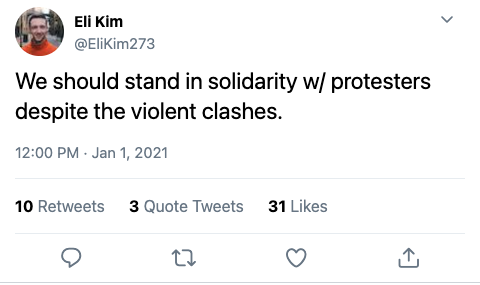 Eli Kim
@EliKim273
We should stand in solidarity w/ protesters
despite the violent clashes.
12:00 PM · Jan 1, 2021
10 Retweets 3 Quote Tweets 31 Likes